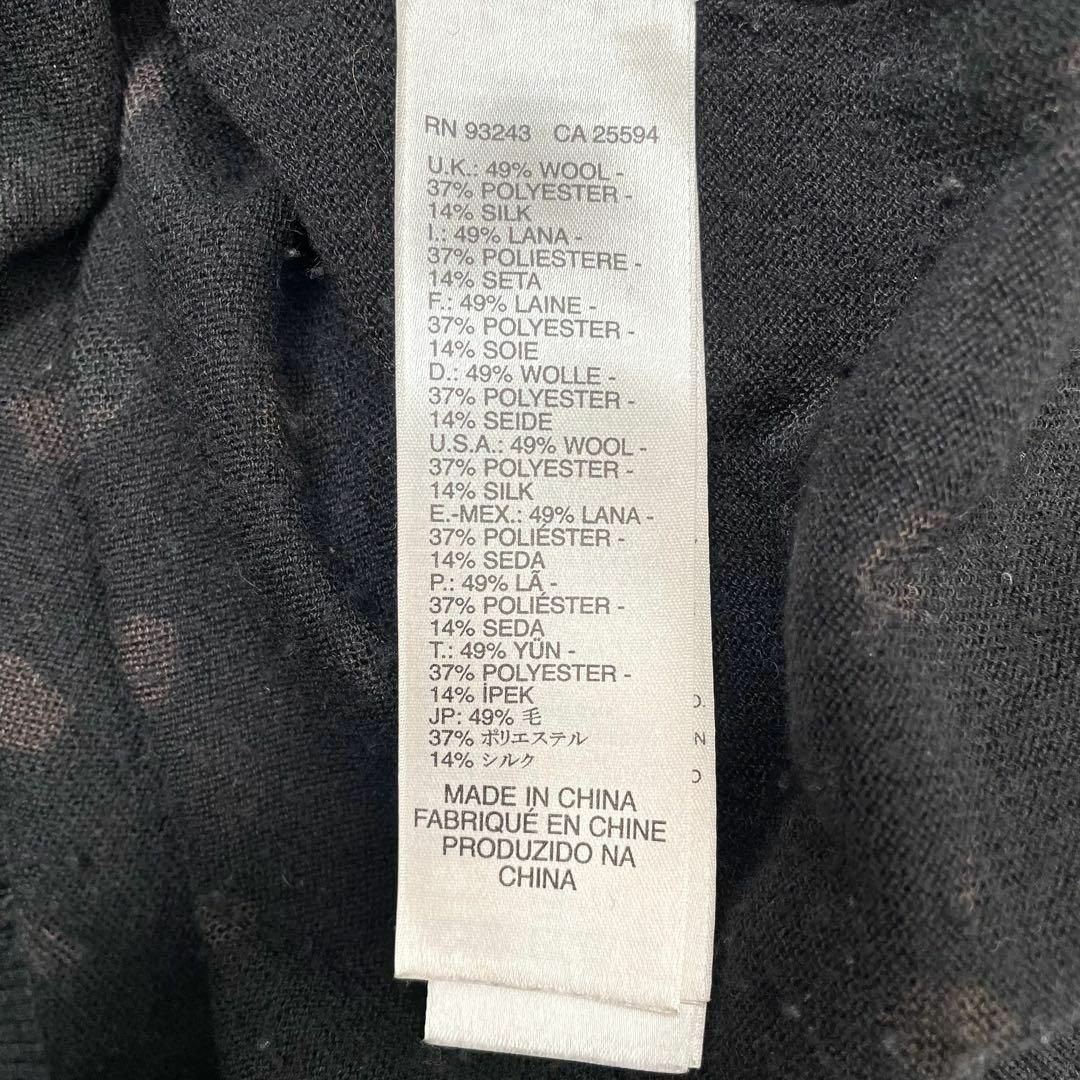 RN 93243 CA 25594
U.K.: 49% WOOL -
37% POLYESTER -
14% SILK
I.: 49% LANA -
37% POLIESTERE -
14% SETA
F.: 49% LAINE -
37% POLYESTER -
14% SOIE
D.: 49% WOLLE -
37% POLYESTER -
14% SEIDE
U.S.A.: 49% WOOL -
37% POLYESTER -
14% SILK
E.-MEX.: 49% LANA -
37% POLIÉSTER -
14% SEDA
P.: 49% LÃ -
37% POLIÉSTER -
14% SEDA
T.: 49% YÜN -
37% POLYESTER -
14% İPEK
JP: 49% 毛
37% ポリエステル
14% シルク
MADE IN CHINA
FABRIQUÉ EN CHINE
PRODUZIDO NA
CHINA